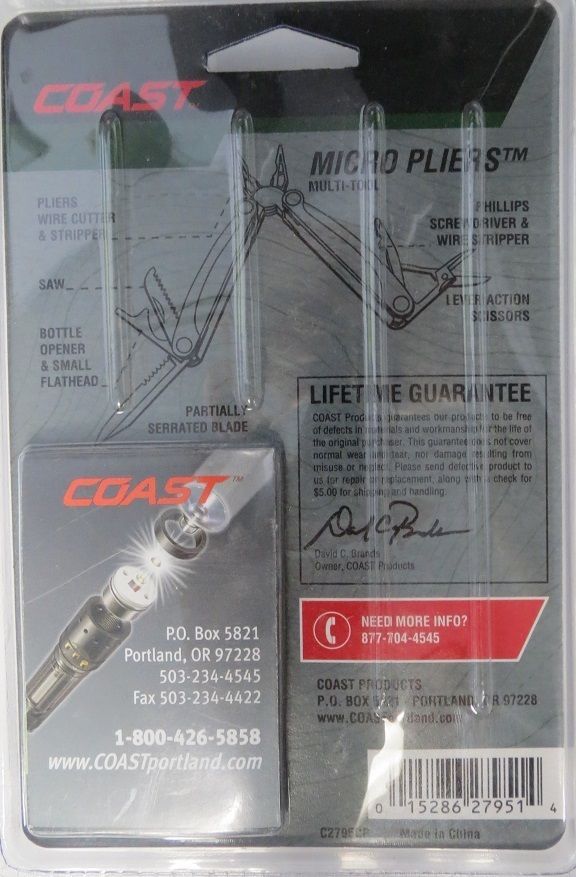 COAST
MICRO PLIERS™
MULTI-TOOL
PLIERS
WIRE CUTTER
& STRIPPER
PHILLIPS
SCREWDRIVER &
WIRE STRIPPER
SAW
LEVER ACTION
SCISSORS
BOTTLE
OPENER
& SMALL
FLATHEAD
PARTIALLY
SERRATED BLADE
LIFETIME GUARANTEE
COAST Products guarantees our products to be free
of defects in materials and workmanship for the life of
the original purchaser. This guarantee does not cover
normal wear and tear, nor damage resulting from
misuse or neglect. Please send defective product to
us for repair or replacement, along with a check for
$5.00 for shipping and handling.
David C. Brands
Owner, COAST Products
NEED MORE INFO?
877-704-4545
COAST PRODUCTS
P.O. BOX 5821 - PORTLAND, OR 97228
www.COASTportland.com
COAST™
P.O. Box 5821
Portland, OR 97228
503-234-4545
Fax 503-234-4422
1-800-426-5858
www.COASTportland.com
0 15286 27951 4
Made in China